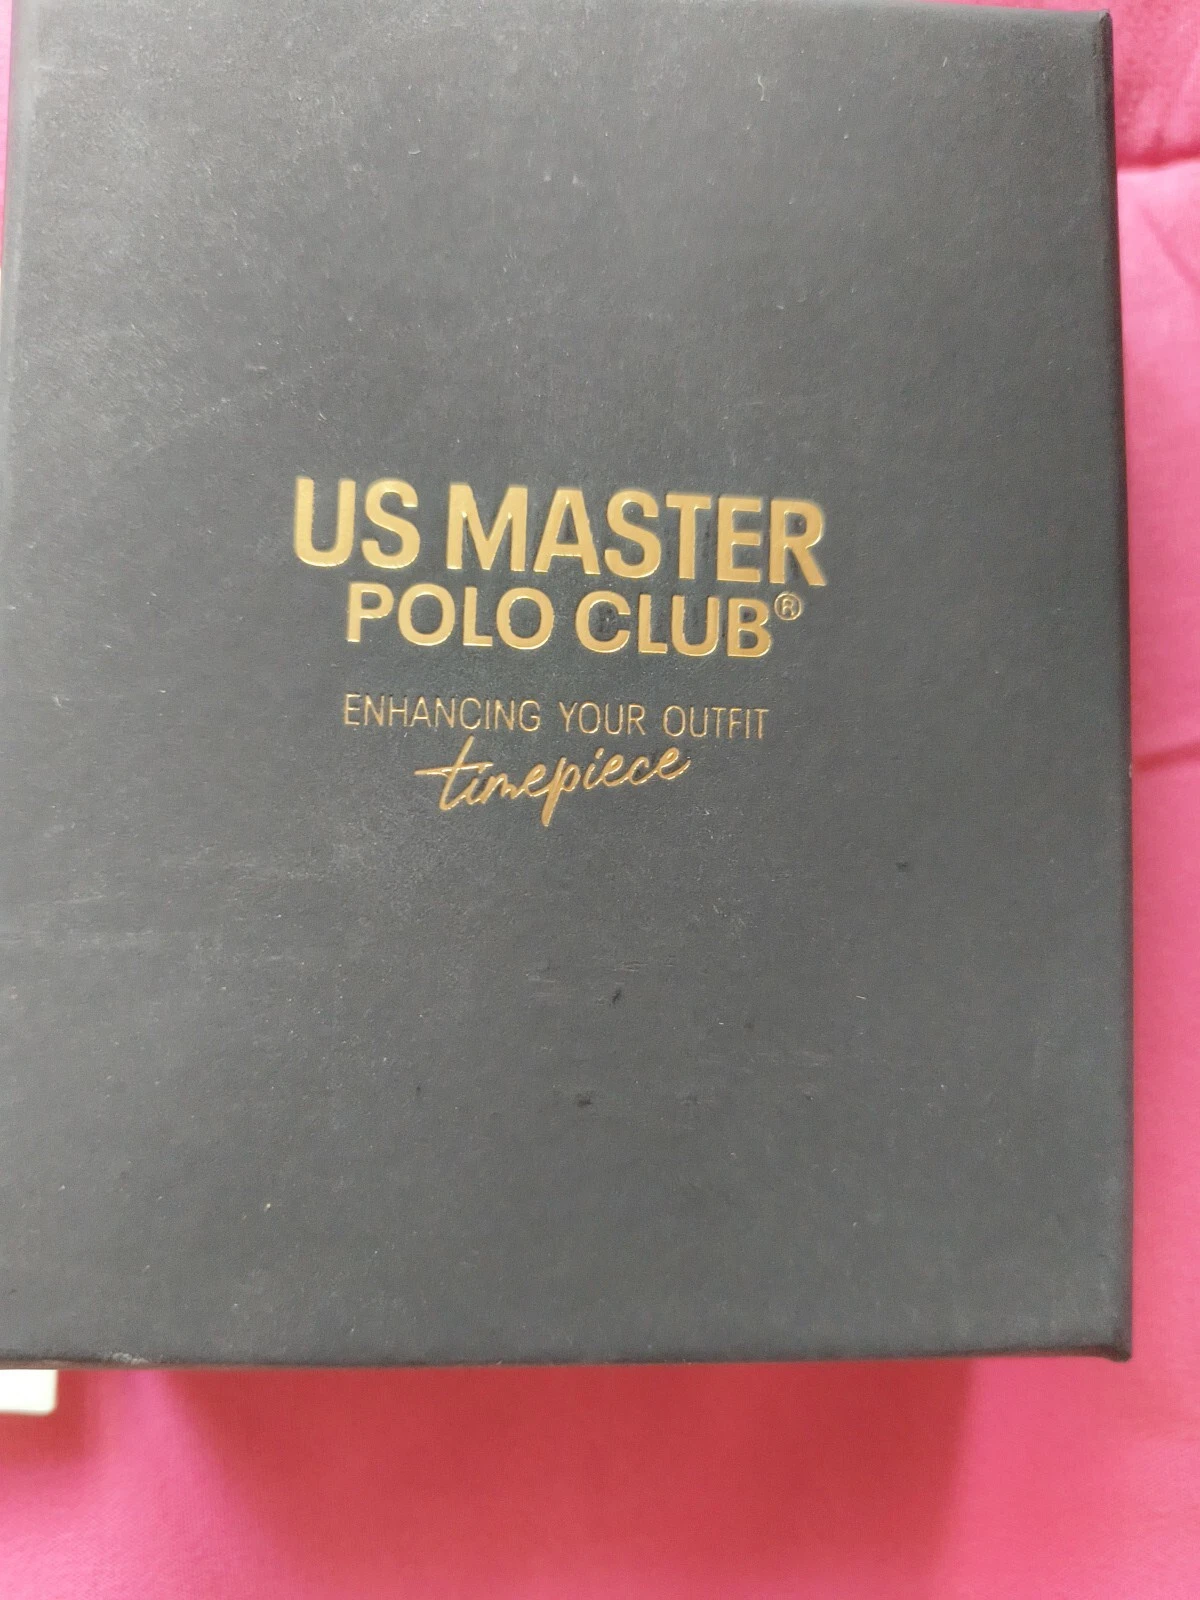 US MASTER
POLO CLUB®
ENHANCING YOUR OUTFIT
timepiece